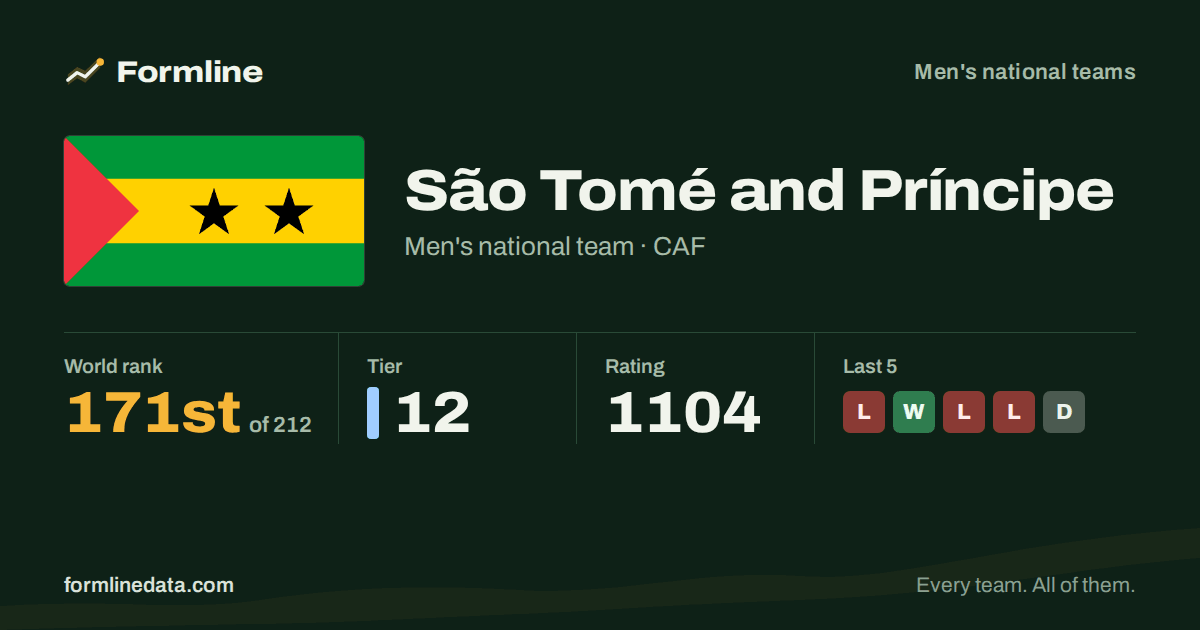 Formline
Men's national teams
São Tomé and Príncipe
Men's national team · CAF
World rank
171st of 212
Tier
12
Rating
1104
Last 5
L W L L D
formlinedata.com
Every team. All of them.